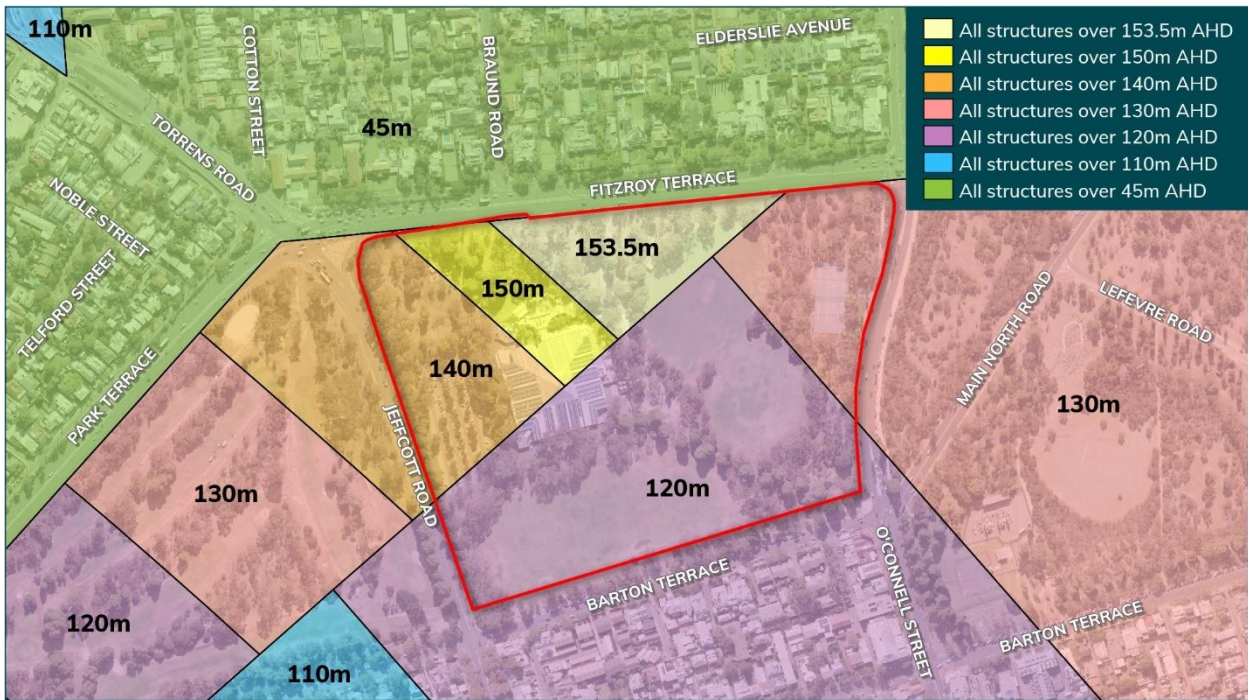 110m
COTTON STREET
BRAUND ROAD
ELDERSLIE AVENUE
All structures over 153.5m AHD
All structures over 150m AHD
All structures over 140m AHD
All structures over 130m AHD
All structures over 120m AHD
All structures over 110m AHD
All structures over 45m AHD
TORRENS ROAD
45m
NOBLE STREET
FITZROY TERRACE
TELFORD STREET
153.5m
150m
MAIN NORTH ROAD
LEFEVRE ROAD
PARK TERRACE
140m
JEFFCOTT ROAD
130m
130m
120m
O'CONNELL STREET
BARTON TERRACE
120m
BARTON TERRACE
110m